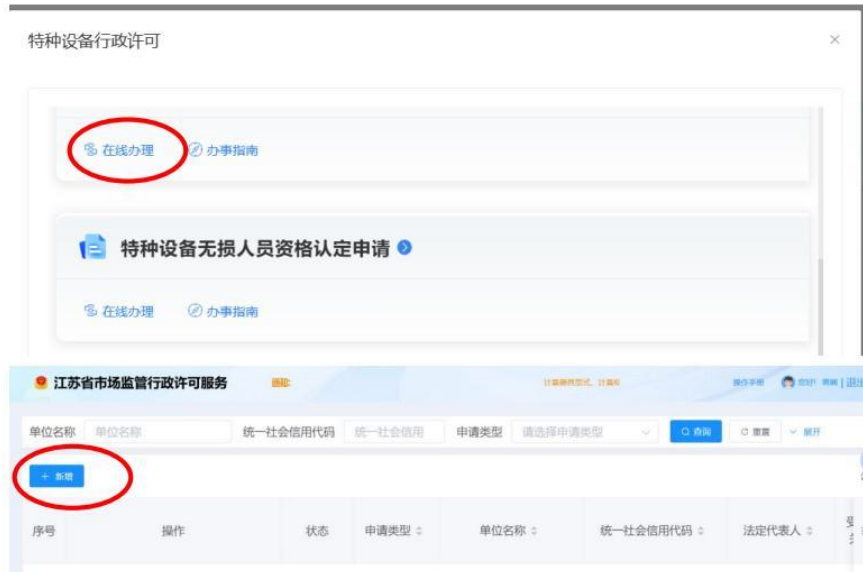 特种设备行政许可
在线办理 办事指南
特种设备无损人员资格认定申请
在线办理 办事指南
江苏省市场监管行政许可服务 操作手册
单位名称 单位名称 统一社会信用代码 统一社会信用 申请类型 请选择申请类型 查询 重置 展开
+ 新增
序号 操作 状态 申请类型 单位名称 统一社会信用代码 法定代表人